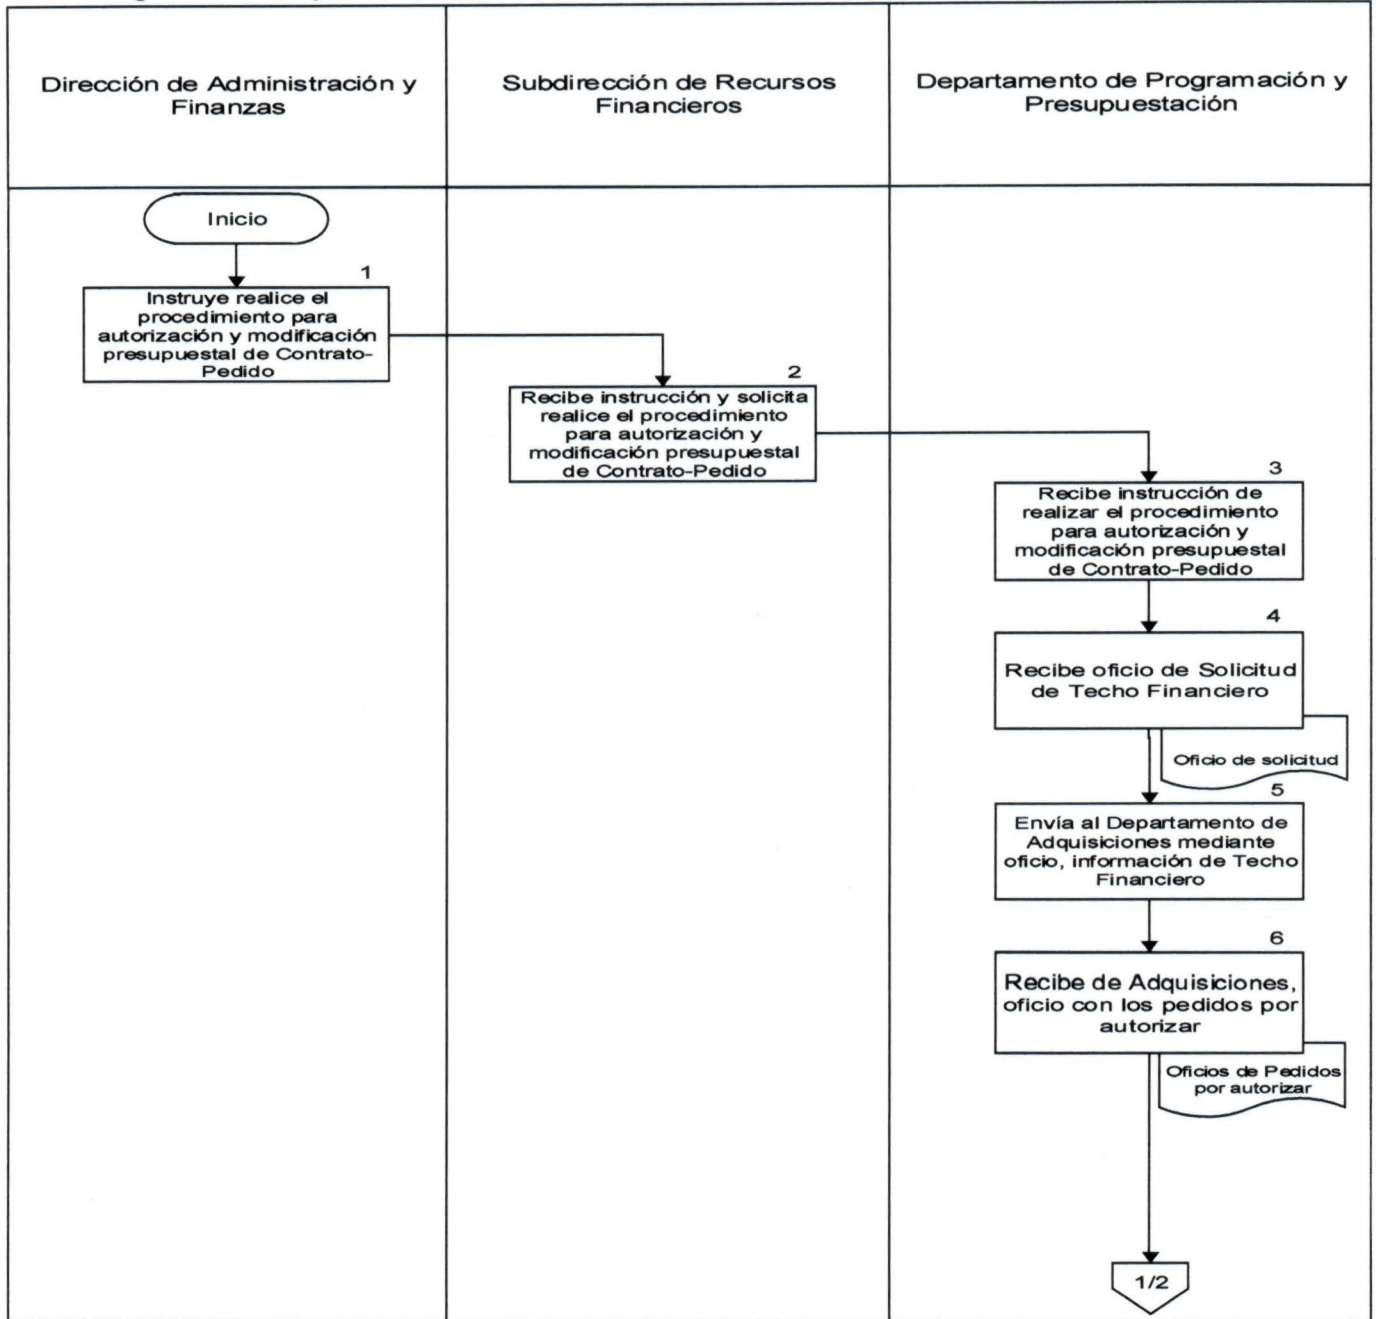 Dirección de Administración y
Finanzas
Subdirección de Recursos
Financieros
Departamento de Programación y
Presupuestación
Inicio
1
Instruye realice el
procedimiento para
autorización y modificación
presupuestal de Contrato-
Pedido
2
Recibe instrucción y solicita
realice el procedimiento
para autorización y
modificación presupuestal
de Contrato-Pedido
3
Recibe instrucción de
realizar el procedimiento
para autorización y
modificación presupuestal
de Contrato-Pedido
4
Recibe oficio de Solicitud
de Techo Financiero
Oficio de solicitud
5
Envía al Departamento de
Adquisiciones mediante
oficio, información de Techo
Financiero
6
Recibe de Adquisiciones,
oficio con los pedidos por
autorizar
Oficios de Pedidos
por autorizar
1/2